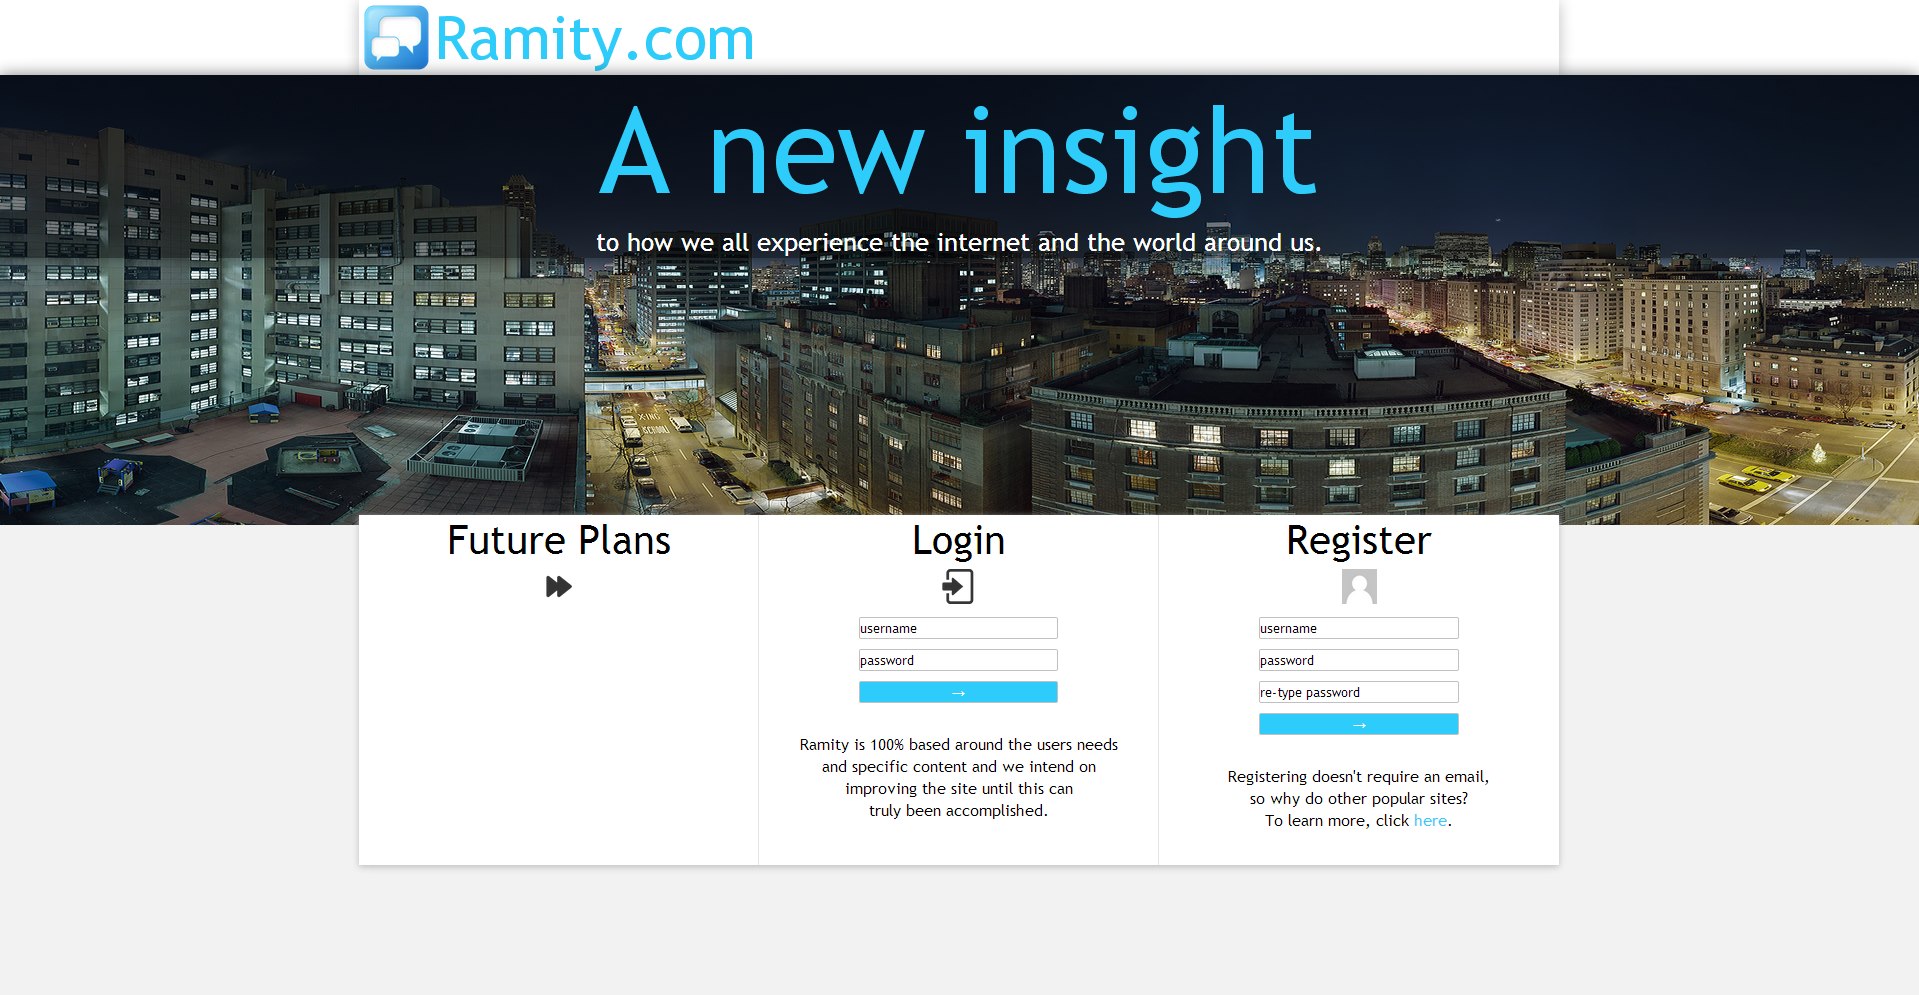 Ramity.com
A new insight
to how we all experience the internet and the world around us.
X-ING
SCHOOL
Future Plans
Login
Register
username
password
→
username
password
re-type password
→
Ramity is 100% based around the users needs
and specific content and we intend on
improving the site until this can
truly been accomplished.
Registering doesn't require an email,
so why do other popular sites?
To learn more, click here.